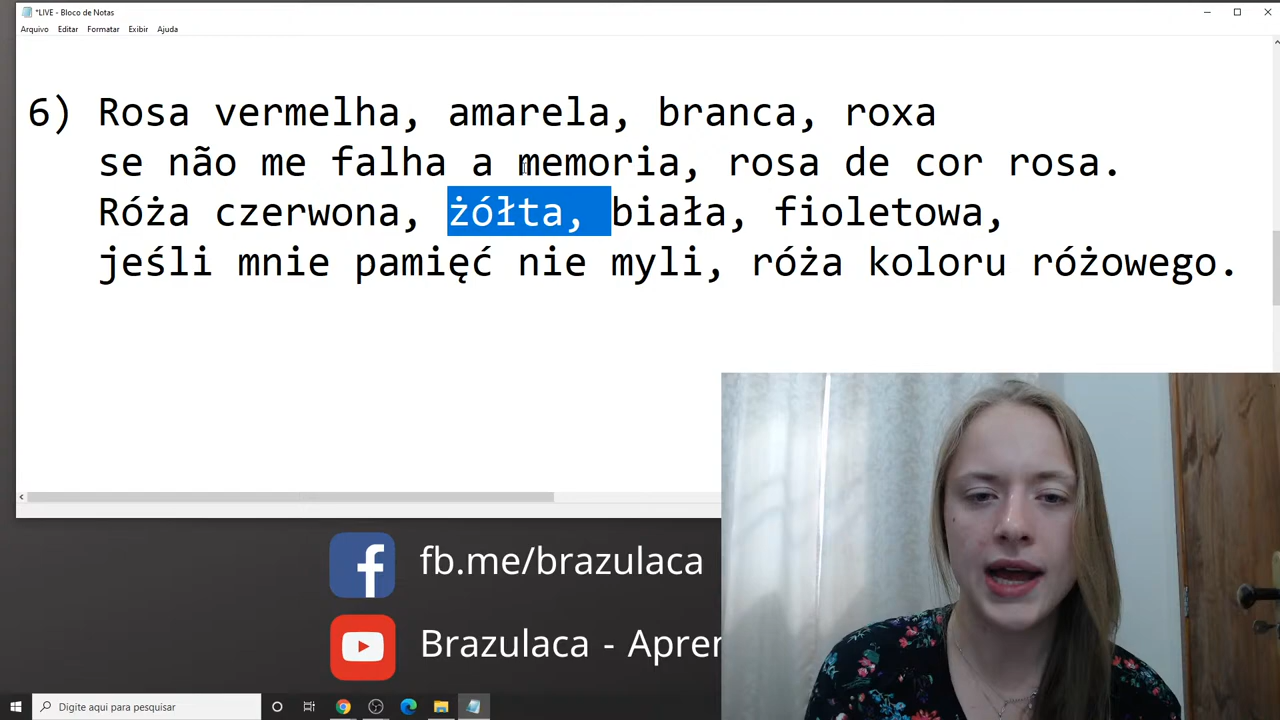 *LIVE - Bloco de Notas
Arquivo Editar Formatar Exibir Ajuda
6) Rosa vermelha, amarela, branca, roxa
se não me falha a memoria, rosa de cor rosa.
Róża czerwona, żółta, biała, fioletowa,
jeśli mnie pamięć nie myli, róża koloru różowego.
fb.me/brazulaca
Brazulaca - Apren
Digite aqui para pesquisar